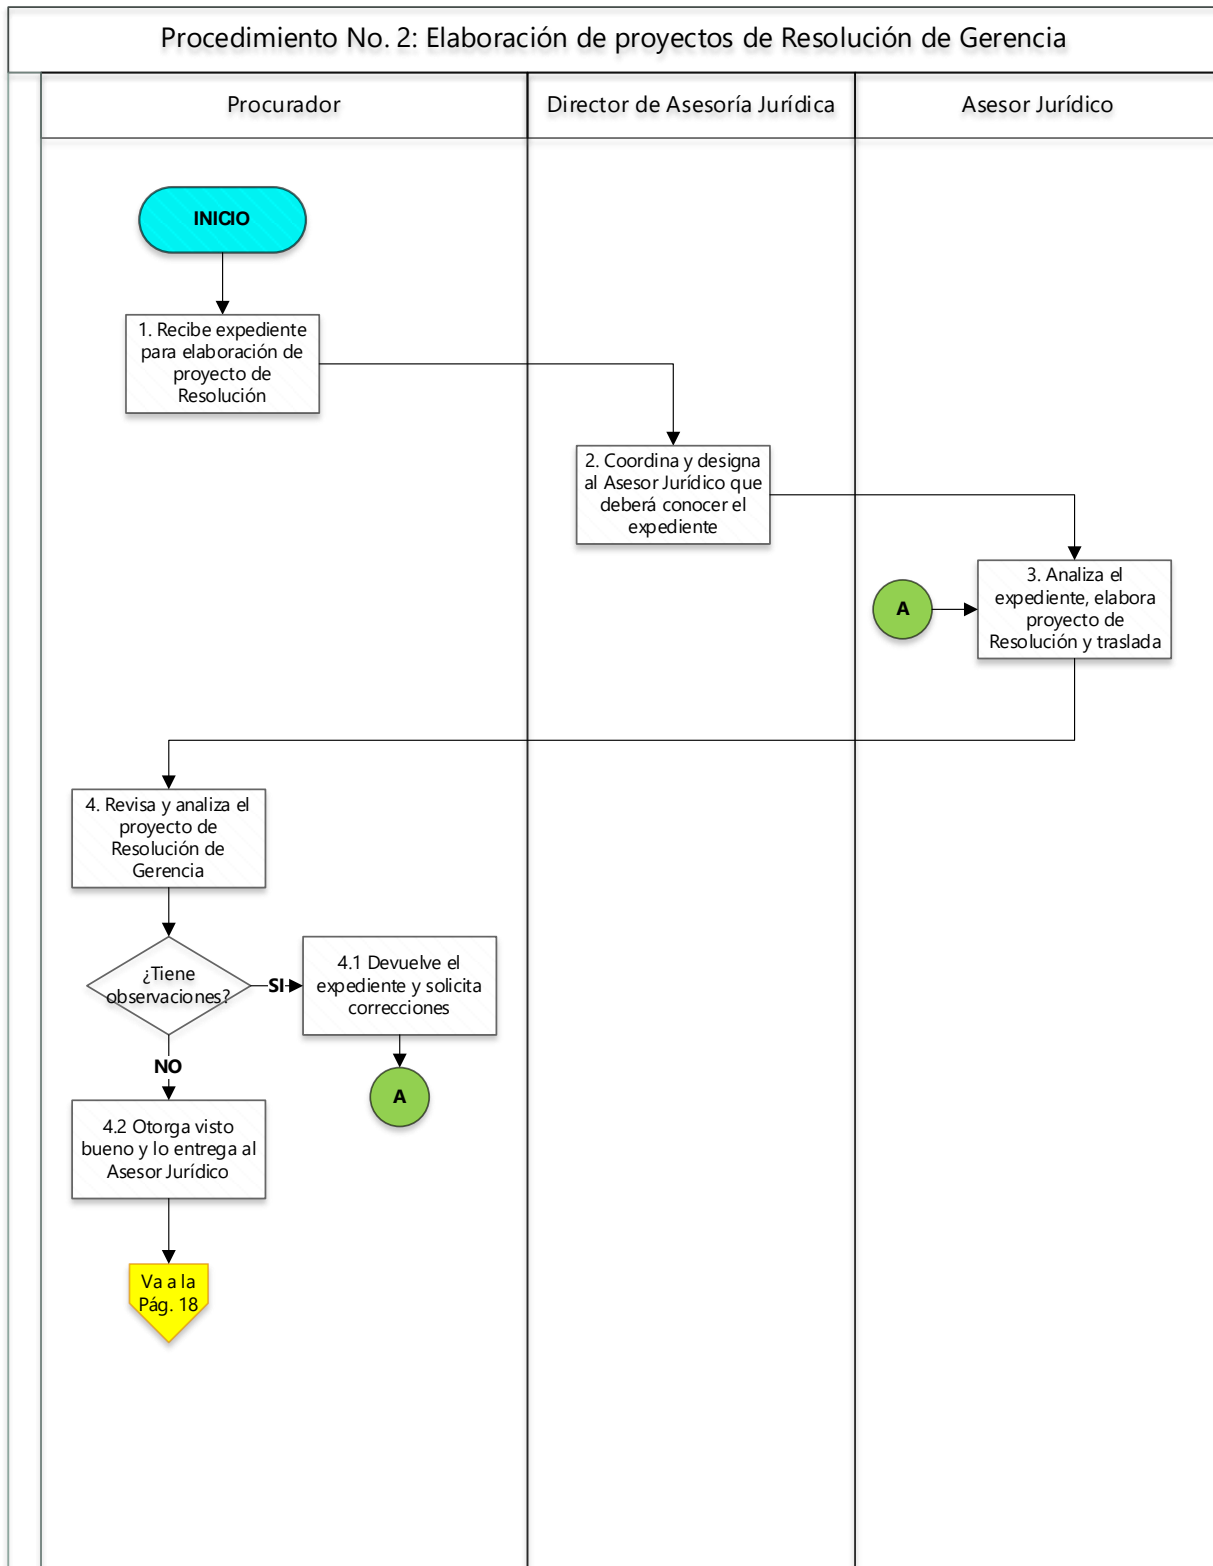 Procedimiento No. 2: Elaboración de proyectos de Resolución de Gerencia
Procurador
Director de Asesoría Jurídica
Asesor Jurídico
INICIO
1. Recibe expediente
para elaboración de
proyecto de
Resolución
2. Coordina y designa
al Asesor Jurídico que
deberá conocer el
expediente
A
3. Analiza el
expediente, elabora
proyecto de
Resolución y traslada
4. Revisa y analiza el
proyecto de
Resolución de
Gerencia
¿Tiene
observaciones?
SI
4.1 Devuelve el
expediente y solicita
correcciones
NO
A
4.2 Otorga visto
bueno y lo entrega al
Asesor Jurídico
Va a la
Pág. 18